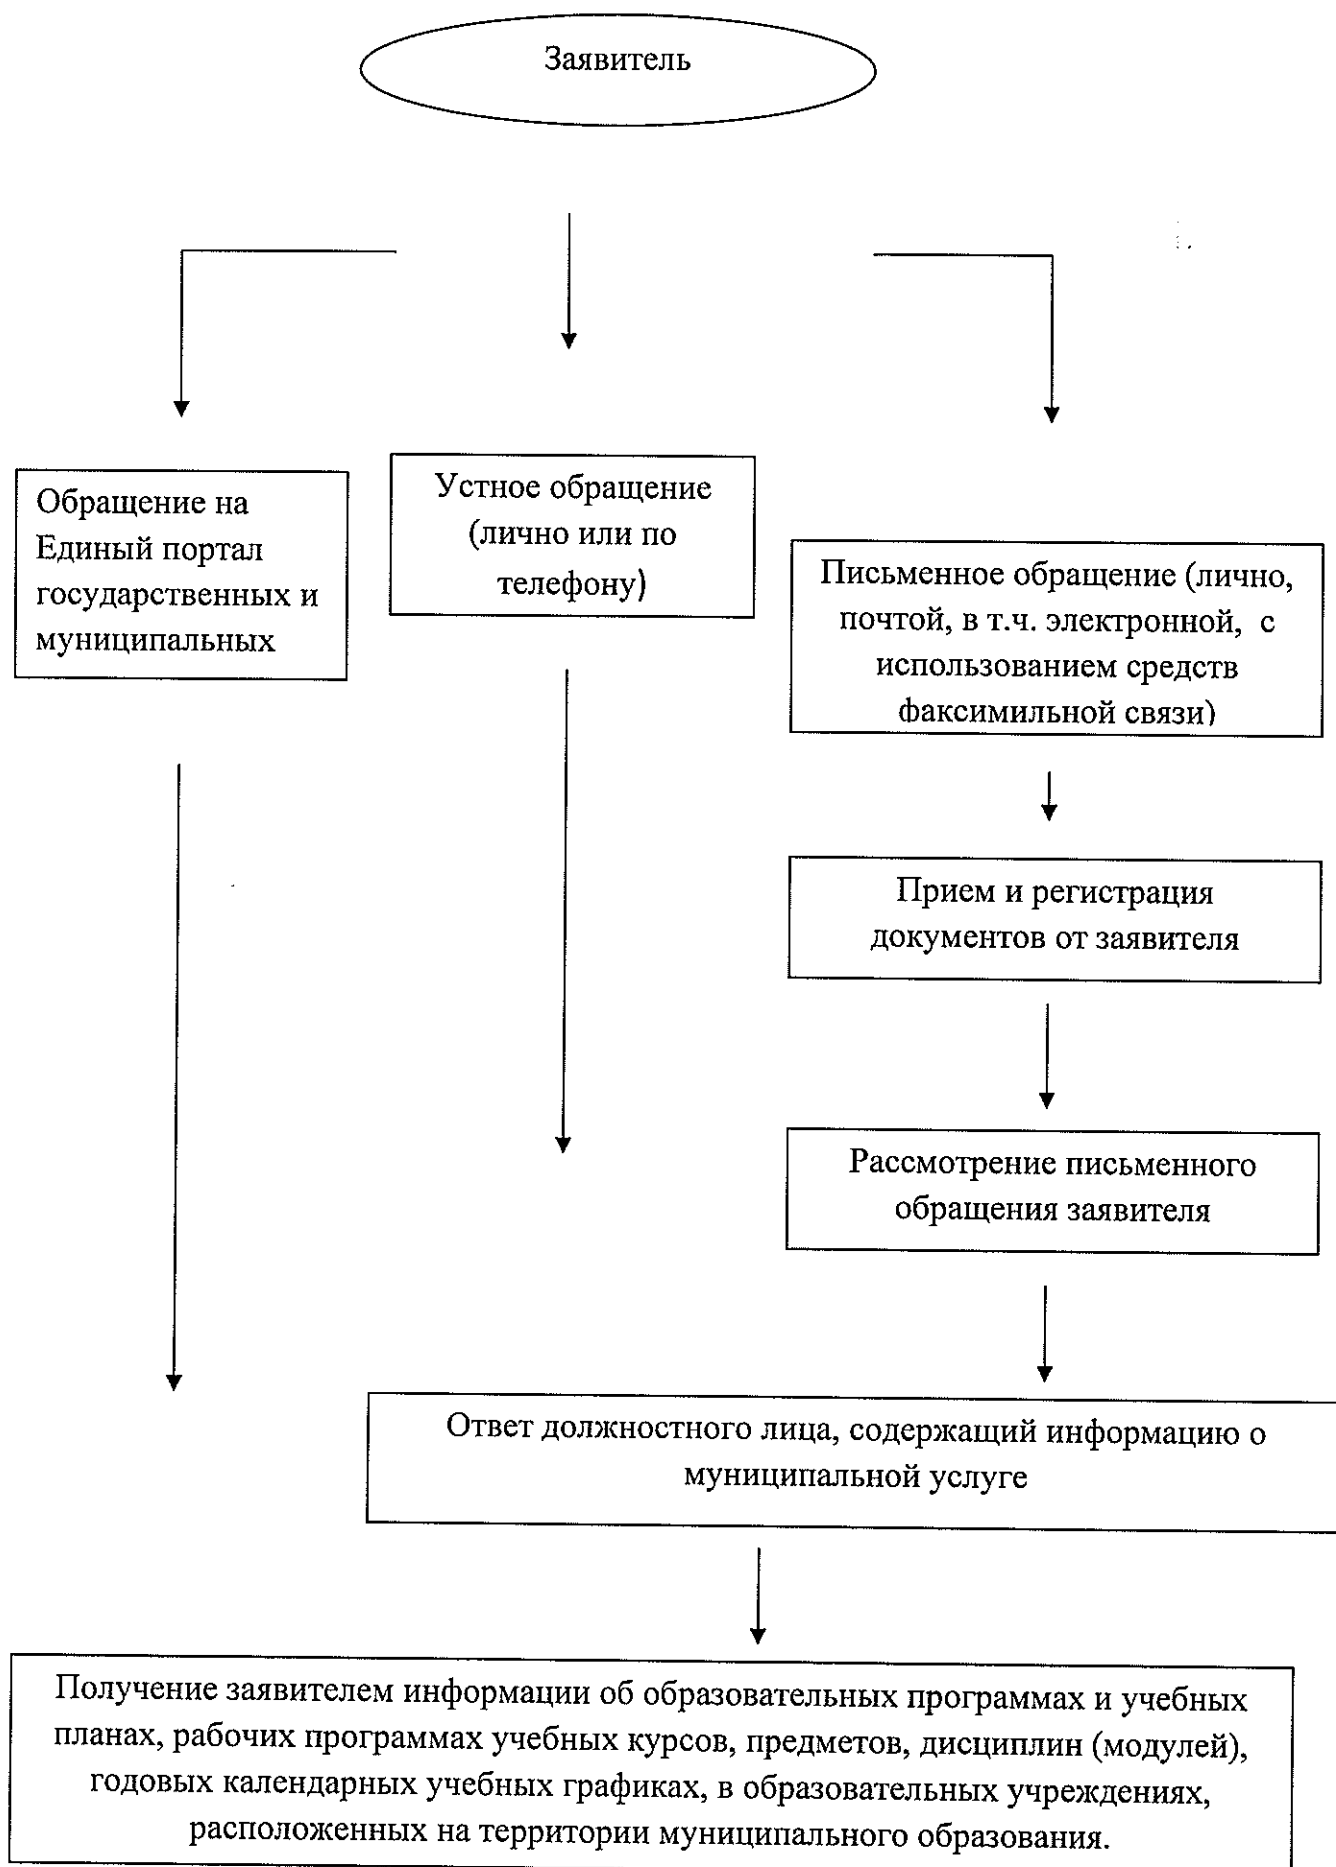 Заявитель
Обращение на
Единый портал
государственных и
муниципальных
Устное обращение
(лично или по
телефону)
Письменное обращение (лично,
почтой, в т.ч. электронной, с
использованием средств
факсимильной связи)
Прием и регистрация
документов от заявителя
Рассмотрение письменного
обращения заявителя
Ответ должностного лица, содержащий информацию о
муниципальной услуге
Получение заявителем информации об образовательных программах и учебных
планах, рабочих программах учебных курсов, предметов, дисциплин (модулей),
годовых календарных учебных графиках, в образовательных учреждениях,
расположенных на территории муниципального образования.